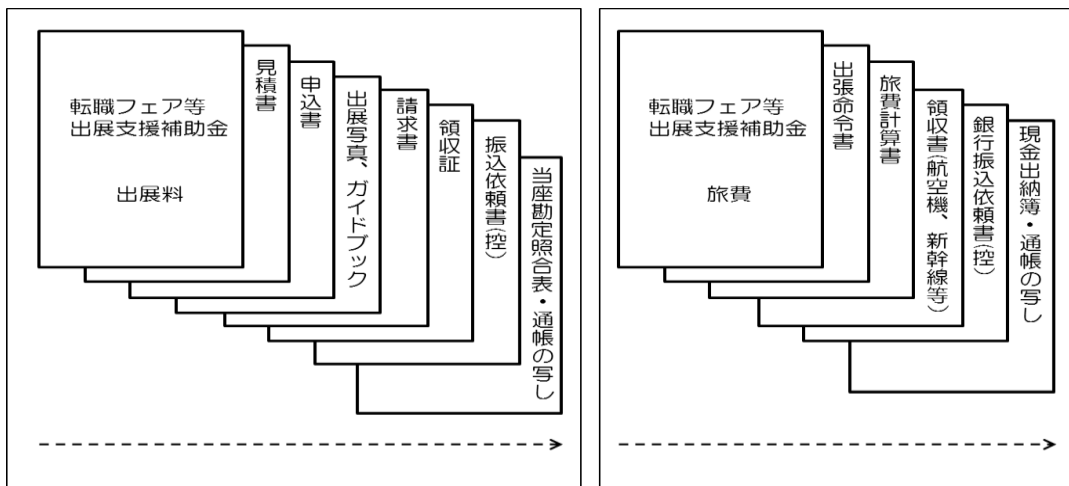 転職フェア等
出展支援補助金
出展料
見積書
申込書
出展写真、ガイドブック
請求書
領収証
振込依頼書(控)
当座勘定照合表・通帳の写し
転職フェア等
出展支援補助金
旅費
出張命令書
旅費計算書
領収書(航空機、新幹線等)
銀行振込依頼書(控)
現金出納簿・通帳の写し